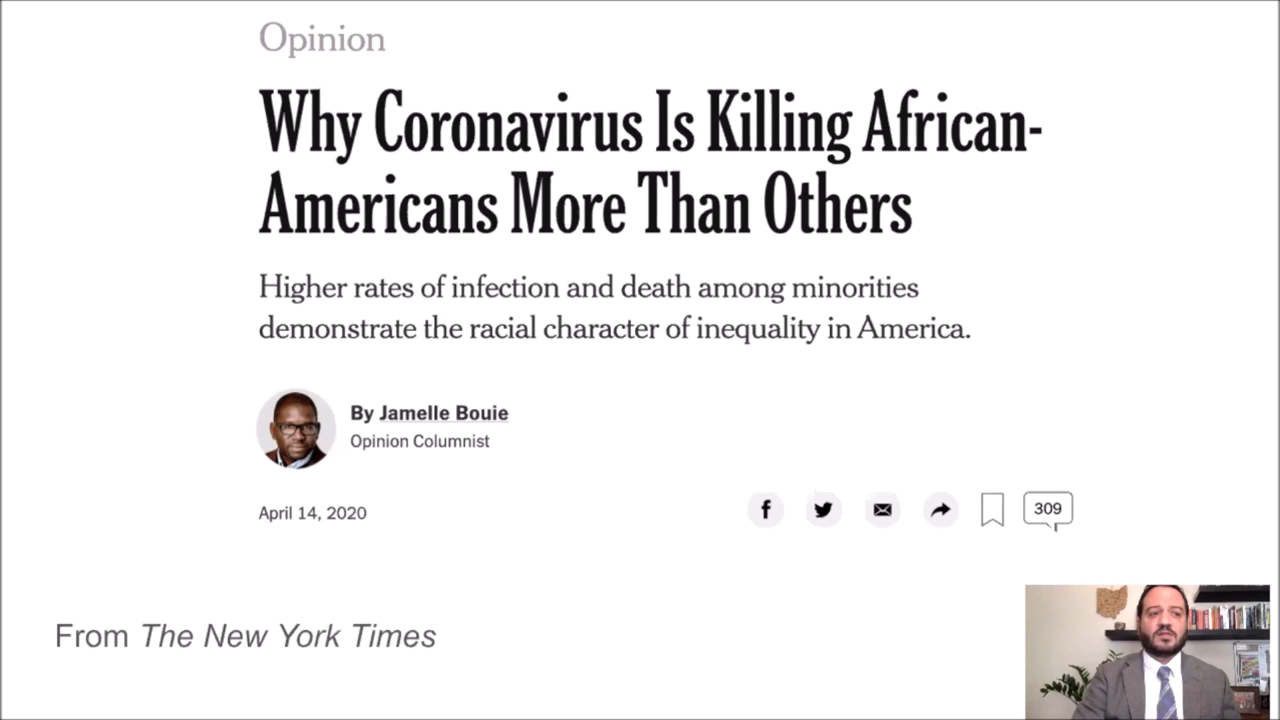 Opinion
Why Coronavirus Is Killing African-
Americans More Than Others
Higher rates of infection and death among minorities
demonstrate the racial character of inequality in America.
By Jamelle Bouie
Opinion Columnist
April 14, 2020
309
From The New York Times